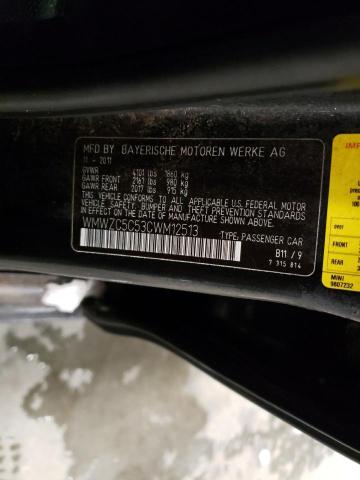 MFD BY BAYERISCHE MOTOREN WERKE AG
11 - 2011
GVWR 4101 lbs 1860 kg
GAWR FRONT 2161 lbs 980 kg
GAWR REAR 2017 lbs 915 kg
THIS VEHICLE CONFORMS TO ALL APPLICABLE U.S. FEDERAL MOTOR
VEHICLE SAFETY, BUMPER, AND THEFT PREVENTION STANDARDS
IN EFFECT ON THE DATE OF MANUFACTURE SHOWN ABOVE.
WMWZC5C53CWM12513 TYPE: PASSENGER CAR
B11 / 9
7 315 814
FRONT
REAR
MINI
9807232